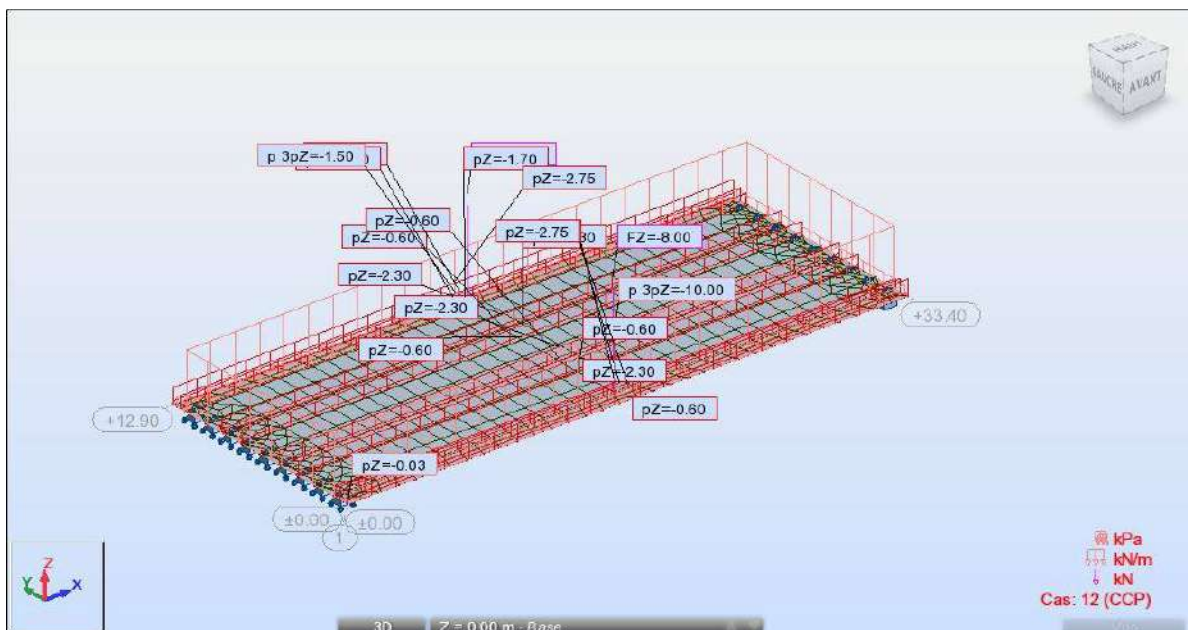 HAUT
GAUCHE
AVANT
p 3pZ=-1.50
pZ=-1.70
pZ=-2.75
pZ=-0.60
pZ=-0.60
pZ=-2.75
FZ=-8.00
pZ=-2.30
p 3pZ=-10.00
pZ=-2.30
+33.40
pZ=-0.60
pZ=-0.60
pZ=-2.30
pZ=-0.60
+12.90
pZ=-0.03
±0.00
±0.00
1
kPa
kN/m
kN
Cas: 12 (CCP)
Z
Y
X
3D
Z = 0.00 m - Base